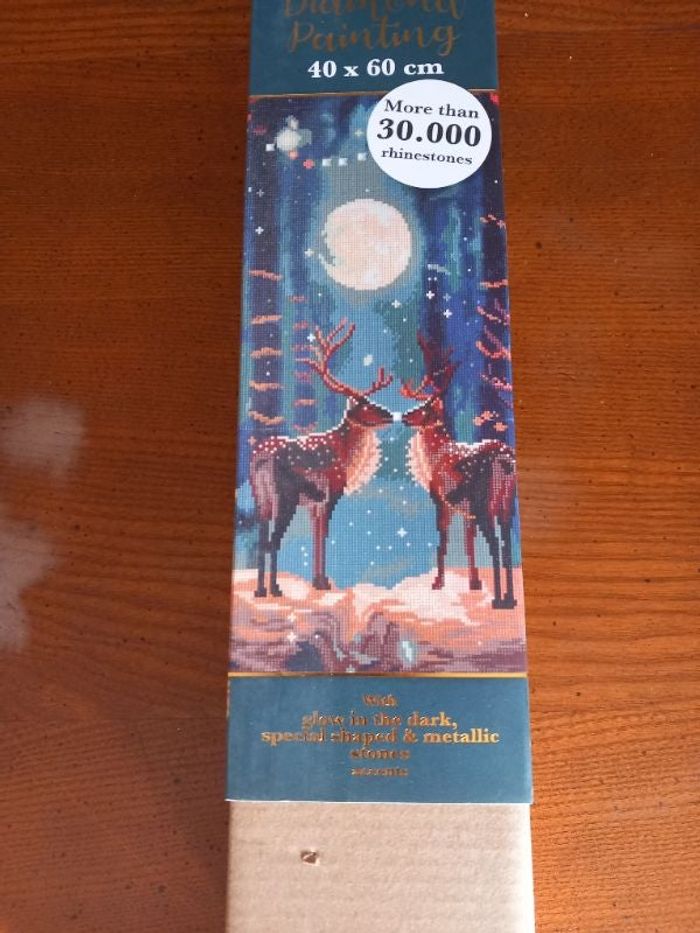 Diamond
Painting
40 x 60 cm
More than
30.000
rhinestones
With
glow in the dark,
special shaped & metallic
stones
accents